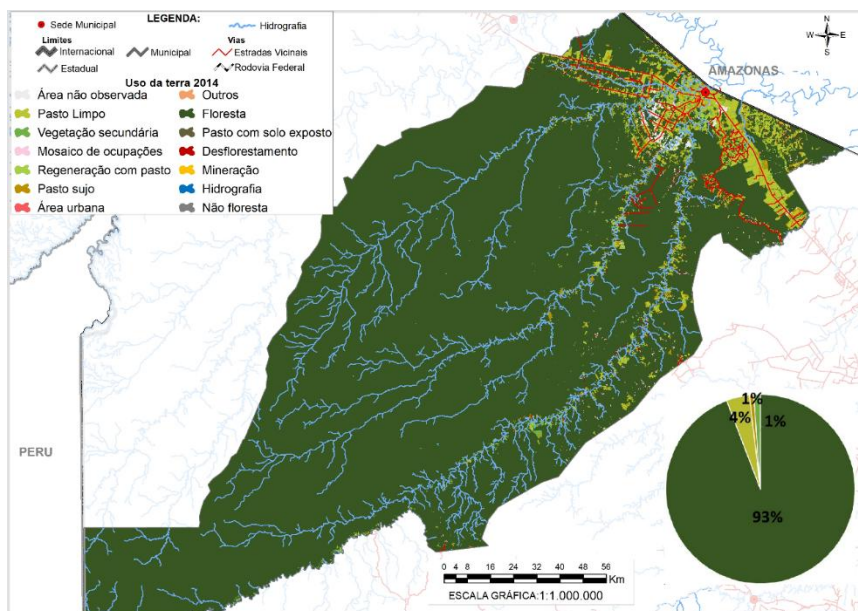 LEGENDA:
Sede Municipal
Hidrografia
Limites
Vias
Internacional
Municipal
Estradas Vicinais
Estadual
Rodovia Federal
Uso da terra 2014
Área não observada
Outros
Pasto Limpo
Floresta
Vegetação secundária
Pasto com solo exposto
Mosaico de ocupações
Desflorestamento
Regeneração com pasto
Mineração
Pasto sujo
Hidrografia
Área urbana
Não floresta
N
W
E
S
AMAZONAS
PERU
1%
4%
1%
93%
0 4 8 16 24 32 40 48 56
Km
ESCALA GRÁFICA:1:1.000.000